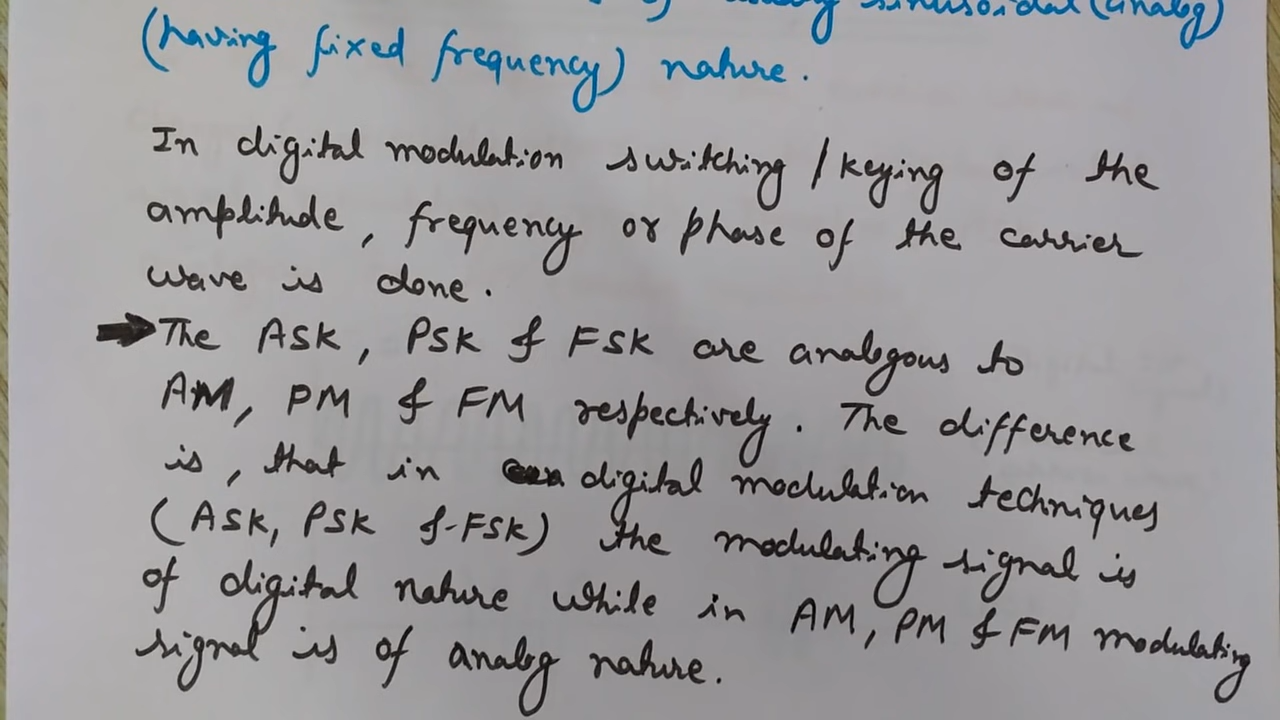 sinusoidal (analog)
(having fixed frequency) nature.
In digital modulation switching / keying of the
amplitude, frequency or phase of the carrier
wave is done.
➡ The ASK, PSK & FSK are analogous to
AM, PM & FM respectively. The difference
is, that in digital modulation techniques
(ASK, PSK & FSK) the modulating signal is
of digital nature while in AM, PM & FM modulating
signal is of analog nature.